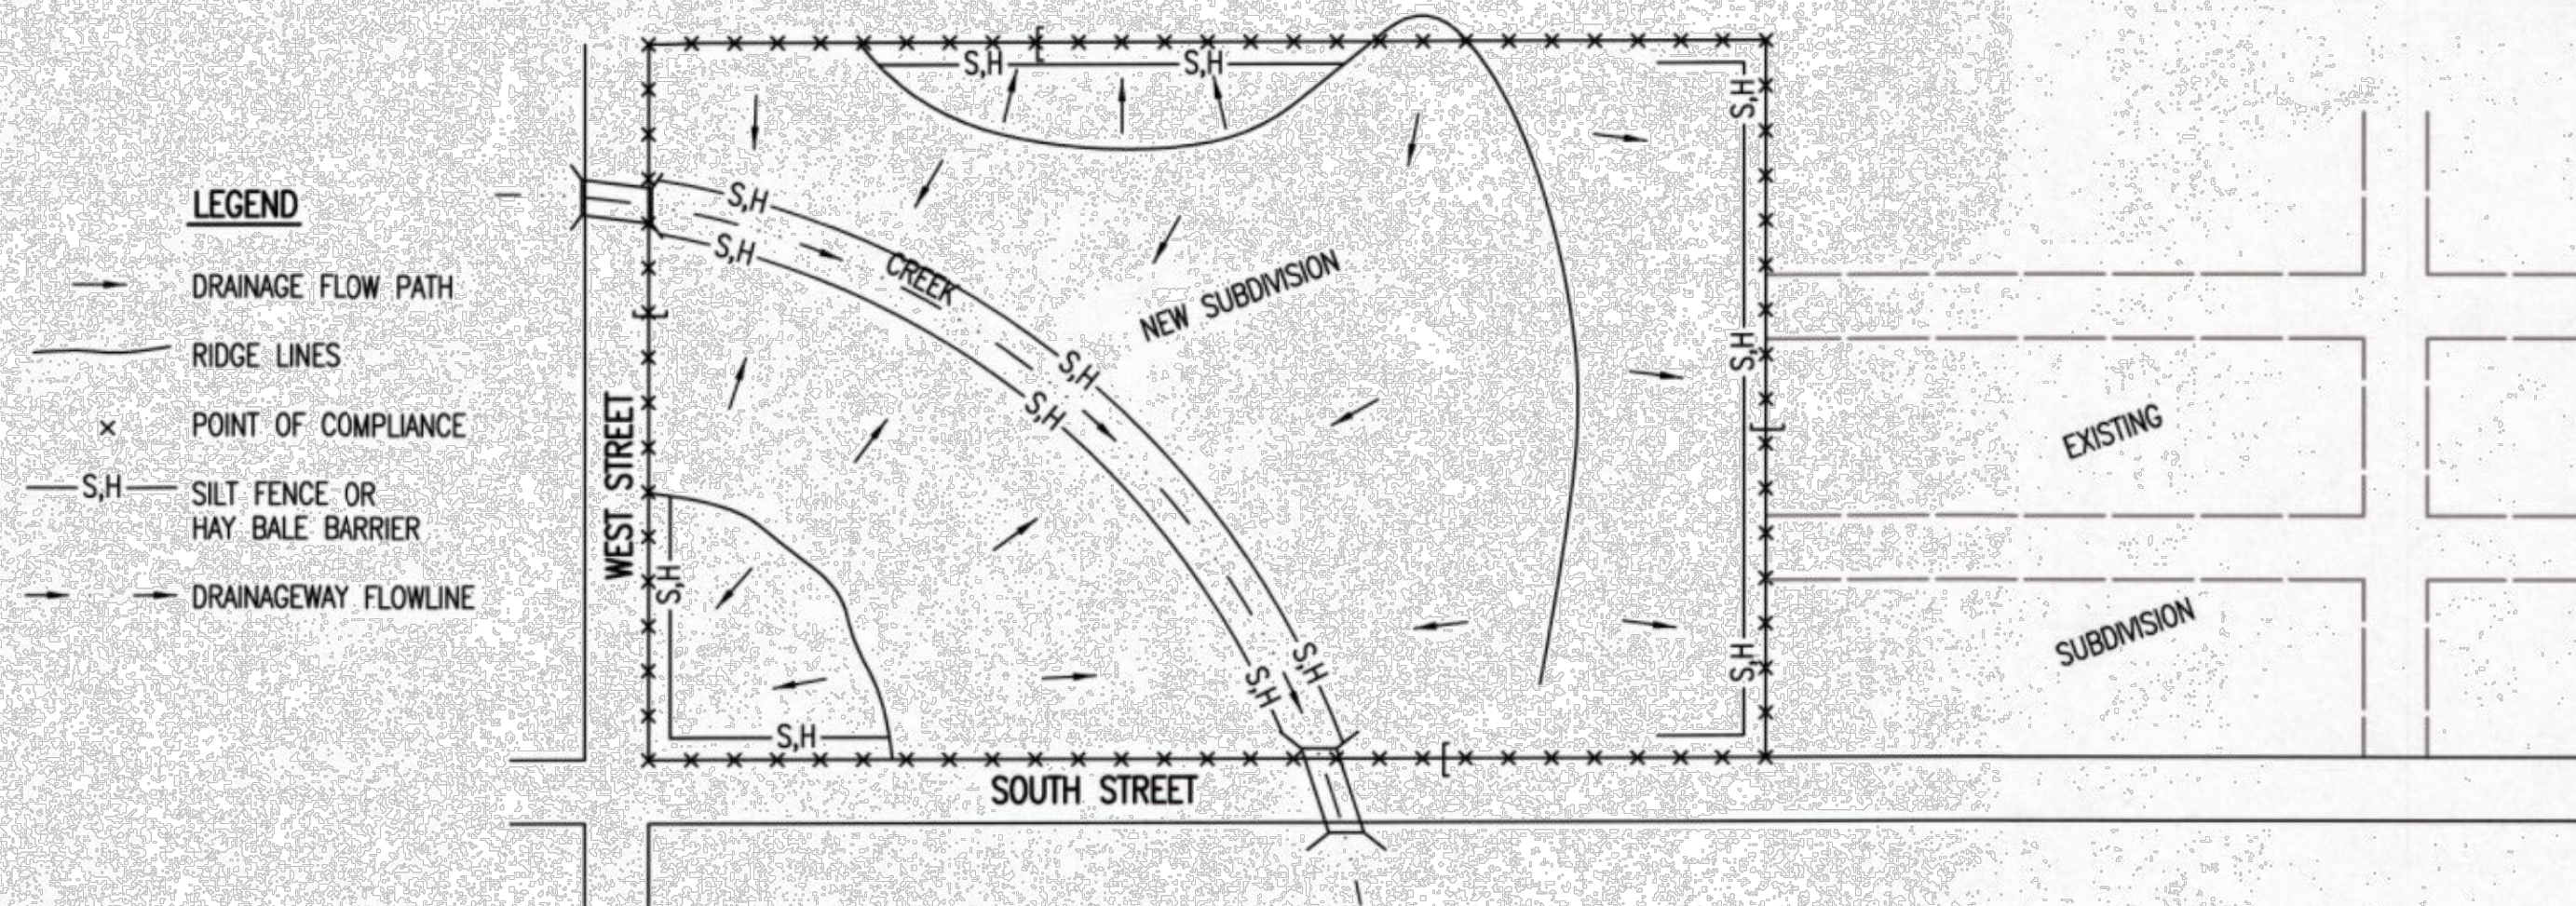 LEGEND
DRAINAGE FLOW PATH
RIDGE LINES
POINT OF COMPLIANCE
S,H
SILT FENCE OR
HAY BALE BARRIER
DRAINAGEWAY FLOWLINE
S,H
S,H
S,H
S,H
S,H
CREEK
NEW SUBDIVISION
S,H
S,H
S,H
WEST STREET
S,H
S,H
S,H
S,H
S,H
SOUTH STREET
EXISTING
SUBDIVISION